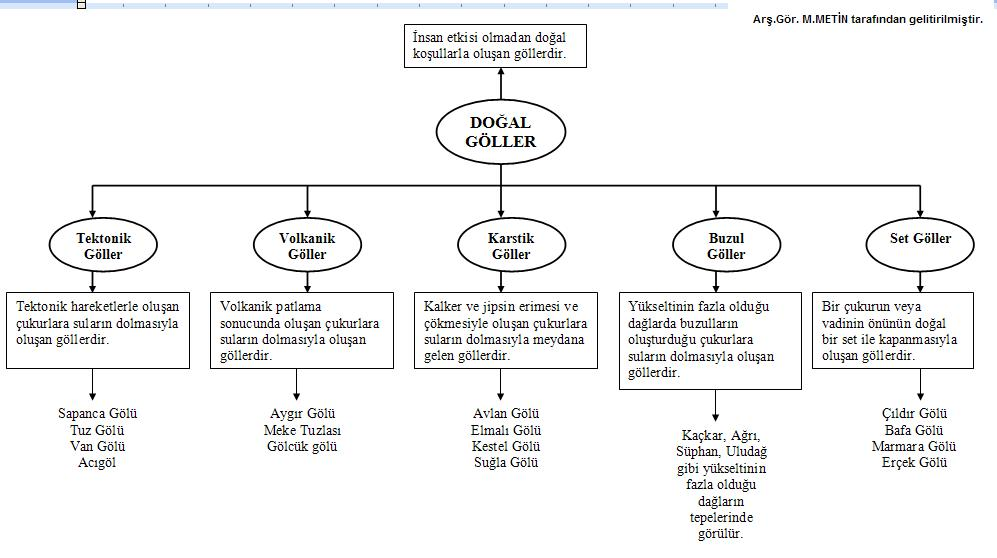 Arş.Gör. M.METİN tarafından gelitirilmiştir.
İnsan etkisi olmadan doğal
koşullarla oluşan göllerdir.
DOĞAL
GÖLLER
Tektonik
Göller
Volkanik
Göller
Karstik
Göller
Buzul
Göller
Set Göller
Tektonik hareketlerle oluşan
çukurlara suların dolmasıyla
oluşan göllerdir.
Volkanik patlama
sonucunda oluşan çukurlara
suların dolmasıyla oluşan
göllerdir.
Kalker ve jipsin erimesi ve
çökmesiyle oluşan çukurlara
suların dolmasıyla meydana
gelen göllerdir.
Yükseltinin fazla olduğu
dağlarda buzulların
oluşturduğu çukurlara
suların dolmasıyla oluşan
göllerdir.
Bir çukurun veya
vadinin önünün doğal
bir set ile kapanmasıyla
oluşan göllerdir.
Sapanca Gölü
Tuz Gölü
Van Gölü
Acıgöl
Aygır Gölü
Meke Tuzlası
Gölcük gölü
Avlan Gölü
Elmalı Gölü
Kestel Gölü
Suğla Gölü
Kaçkar, Ağrı,
Süphan, Uludağ
gibi yükseltinin
fazla olduğu
dağların
tepelerinde
görülür.
Çıldır Gölü
Bafa Gölü
Marmara Gölü
Erçek Gölü